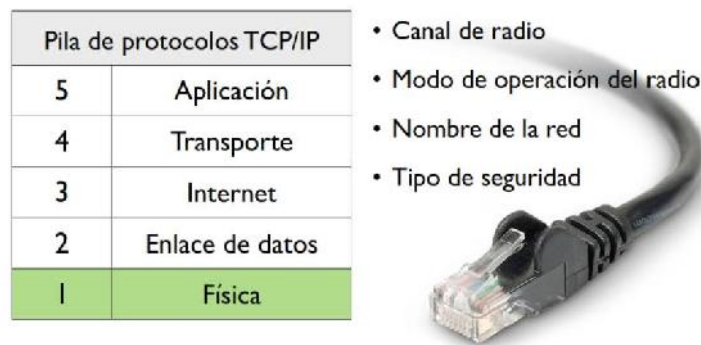 Pila de protocolos TCP/IP
5 Aplicación
4 Transporte
3 Internet
2 Enlace de datos
1 Física
• Canal de radio
• Modo de operación del radio
• Nombre de la red
• Tipo de seguridad